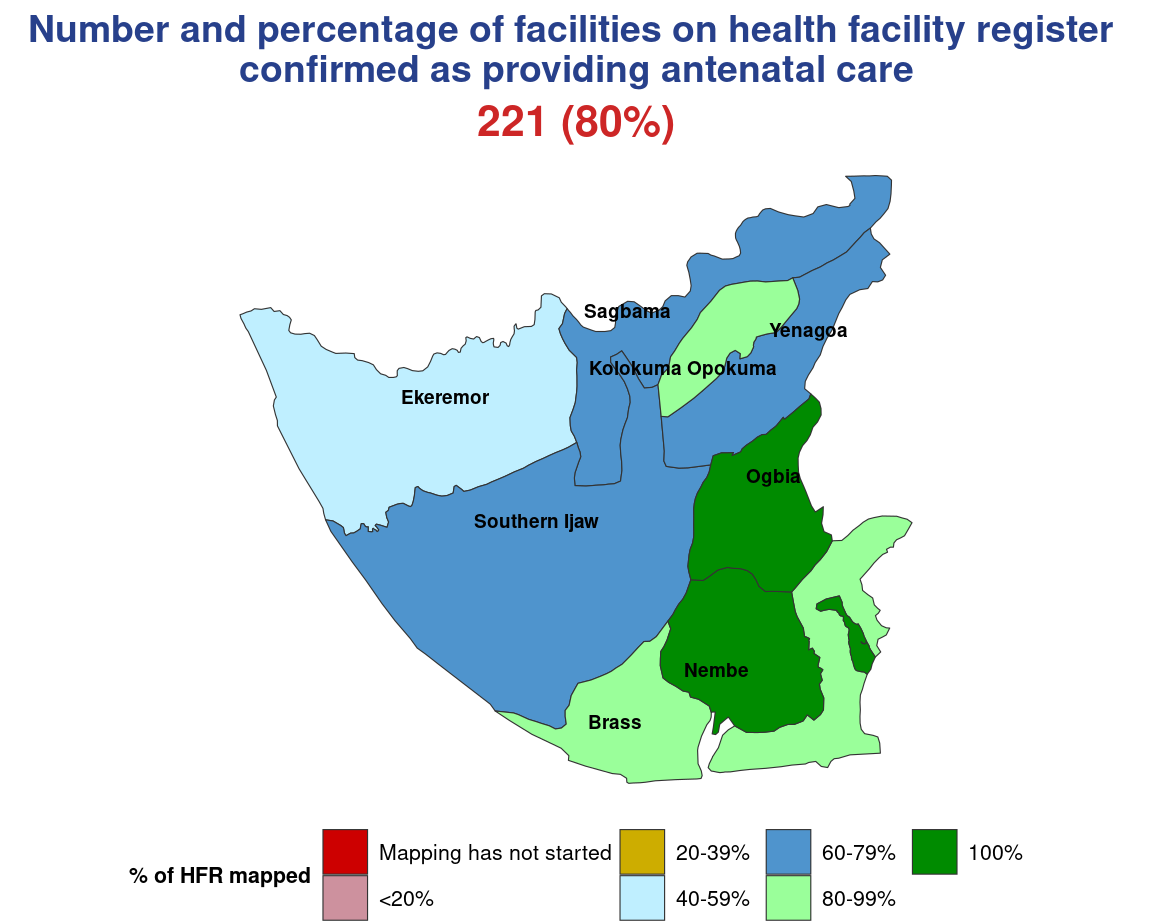 Number and percentage of facilities on health facility register
confirmed as providing antenatal care
221 (80%)
Sagbama
Yenagoa
Kolokuma Opokuma
Ekeremor
Ogbia
Southern Ijaw
Nembe
Brass
% of HFR mapped
Mapping has not started
<20%
20-39%
40-59%
60-79%
80-99%
100%